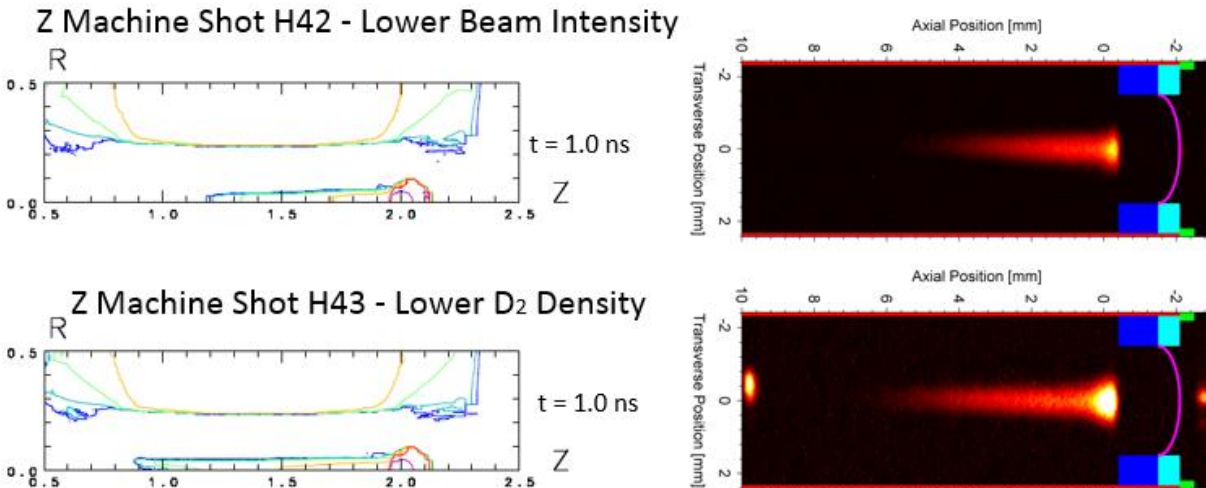 Z Machine Shot H42 - Lower Beam Intensity
R
0.5
0.0
0.5
1.0
1.5
2.0
2.5
Z
t = 1.0 ns
Axial Position [mm]
10
8
6
4
2
0
-2
Transverse Position [mm]
-2
0
2
Z Machine Shot H43 - Lower D2 Density
R
0.5
0.0
0.5
1.0
1.5
2.0
2.5
Z
t = 1.0 ns
Axial Position [mm]
10
8
6
4
2
0
-2
Transverse Position [mm]
-2
0
2